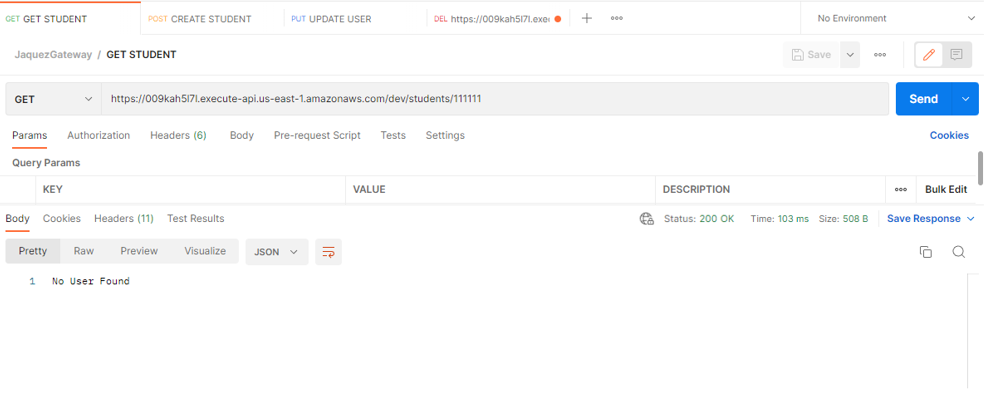 GET GET STUDENT POST CREATE STUDENT PUT UPDATE USER DEL https://009kah5l7l.exe No Environment
JaquezGateway / GET STUDENT Save
GET https://009kah5l7l.execute-api.us-east-1.amazonaws.com/dev/students/111111 Send
Params Authorization Headers (6) Body Pre-request Script Tests Settings Cookies
Query Params
KEY VALUE DESCRIPTION Bulk Edit
Body Cookies Headers (11) Test Results Status: 200 OK Time: 103 ms Size: 508 B Save Response
Pretty Raw Preview Visualize JSON
1 No User Found